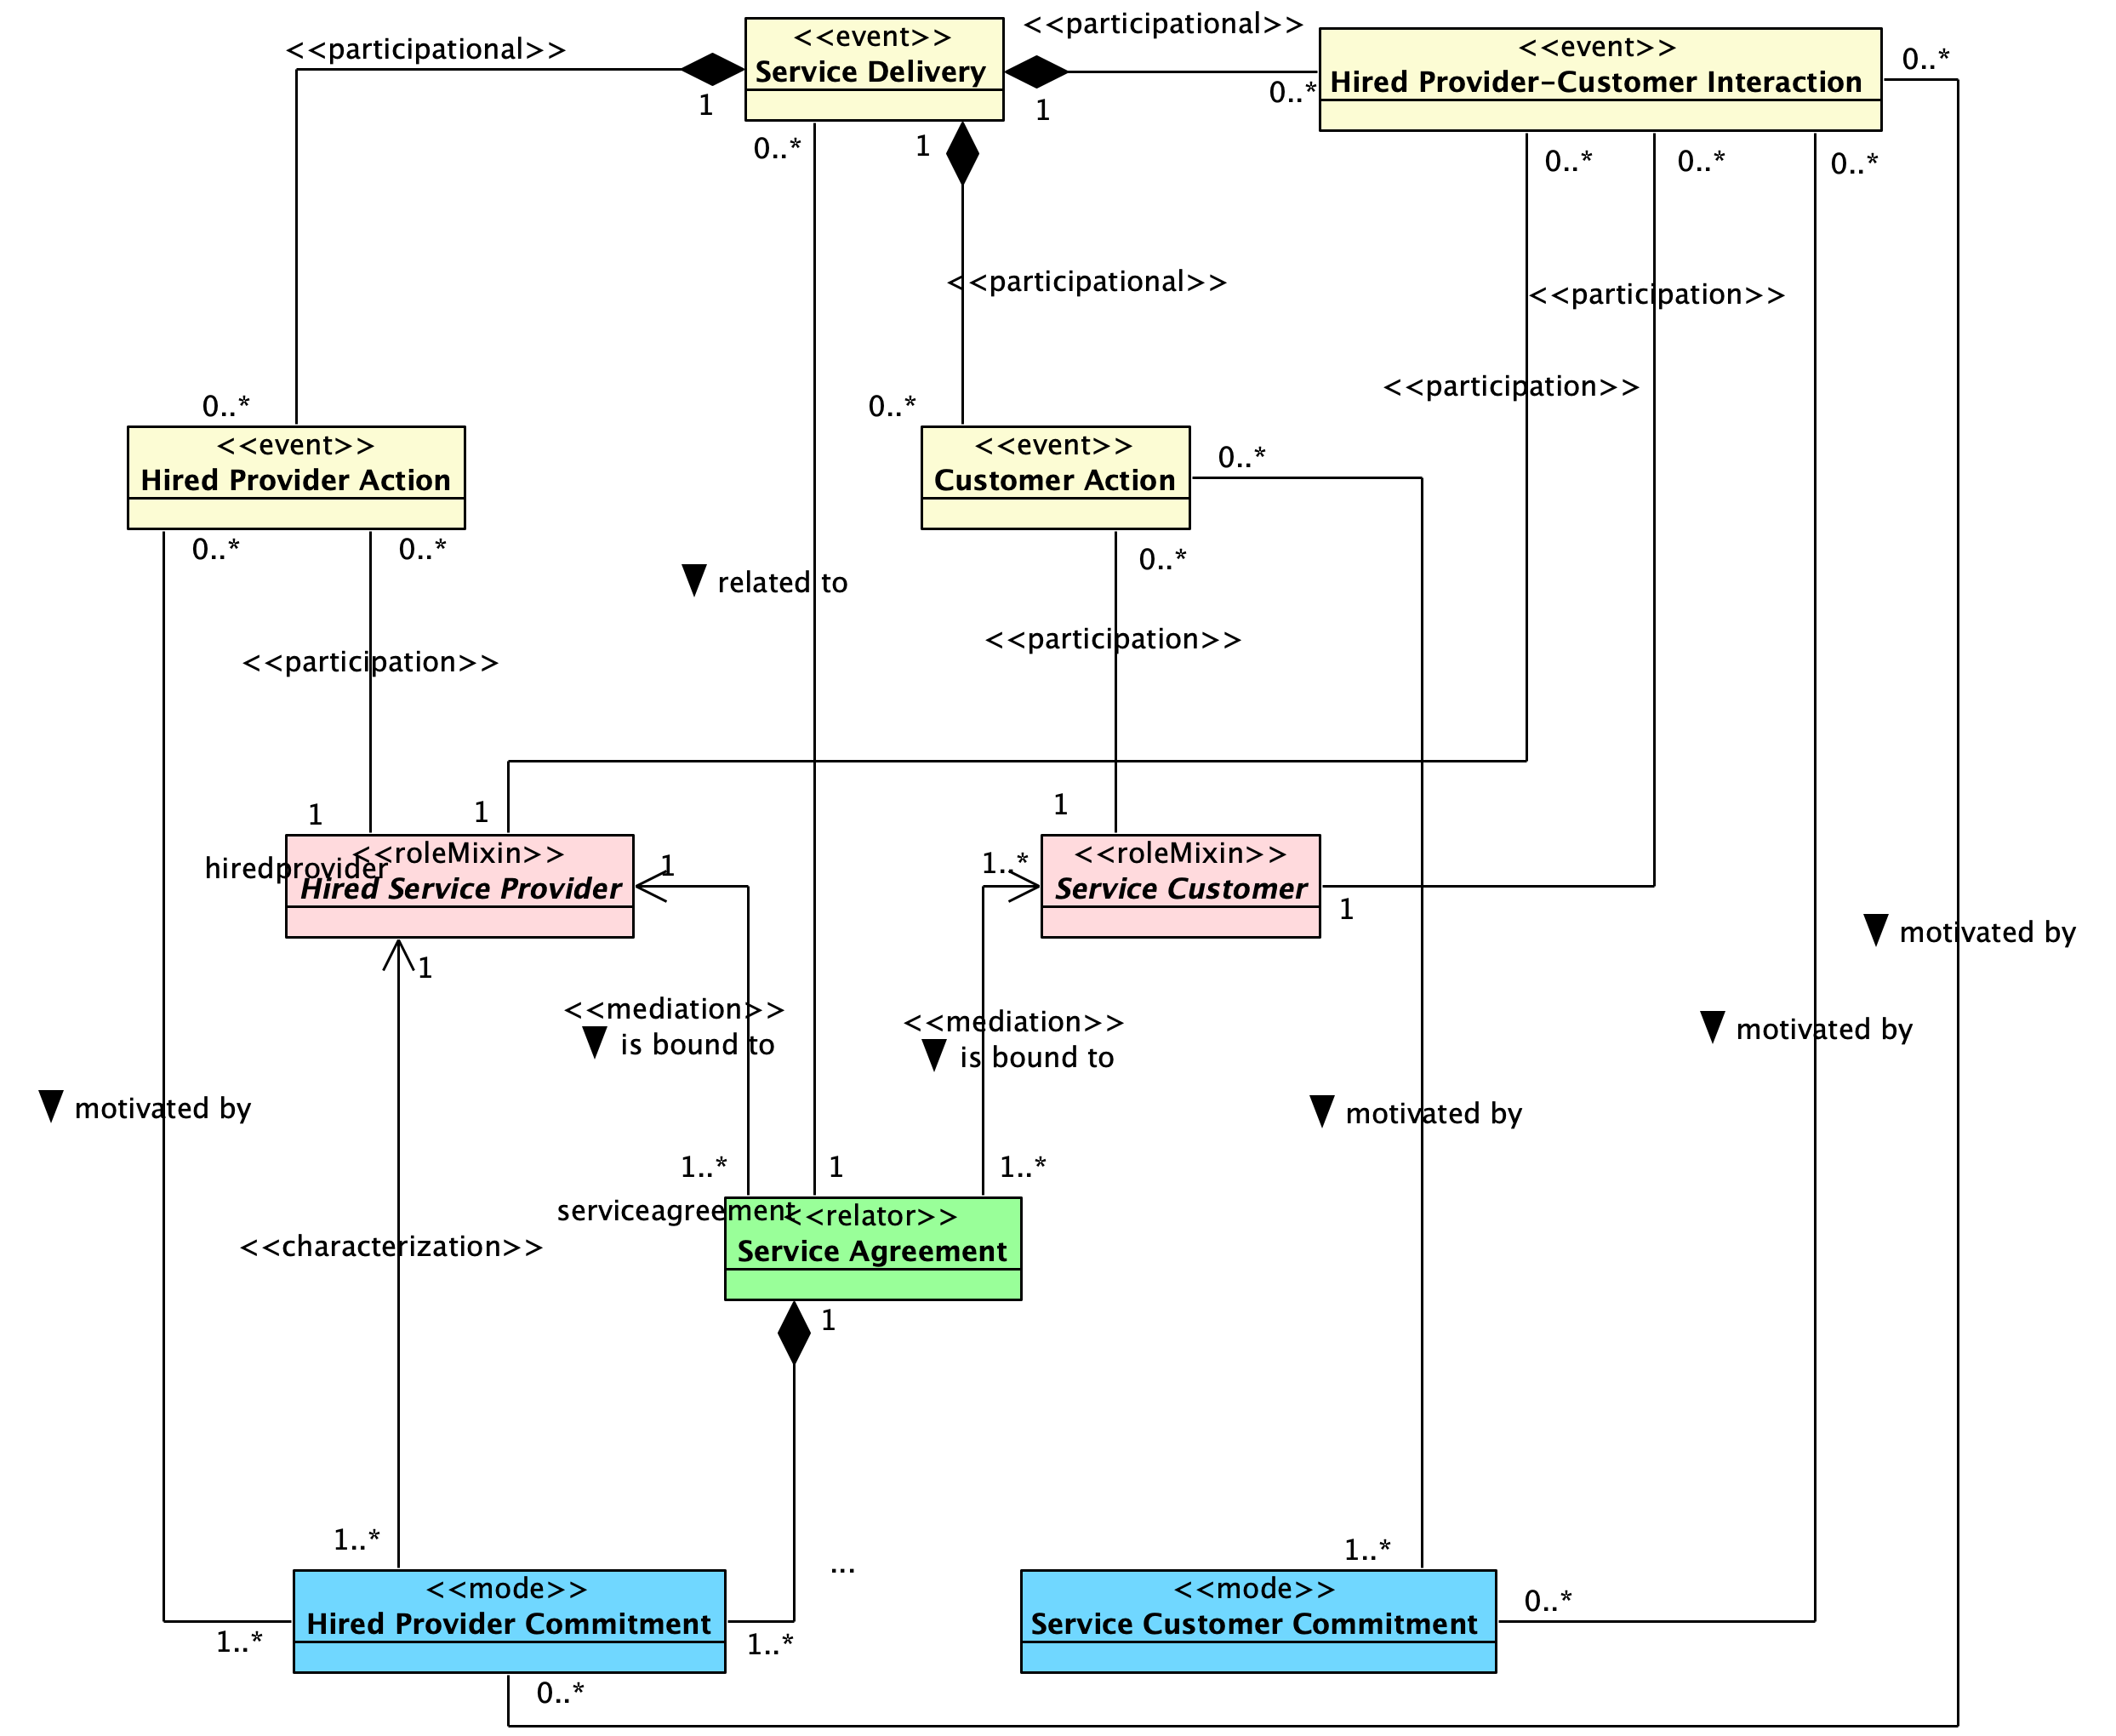 <<participational>>
<<event>>
Service Delivery
<<participational>>
<<event>>
Hired Provider-Customer Interaction
0..*
1
1
0..*
0..*
1
0..*
0..*
0..*
<<participational>>
<<participation>>
<<participation>>
0..*
<<event>>
Hired Provider Action
0..*
<<event>>
Customer Action
0..*
0..*
0..*
0..*
related to
<<participation>>
<<participation>>
1
1
1
hiredprovider
<<roleMixin>>
Hired Service Provider
1
1..*
<<roleMixin>>
Service Customer
1
1
motivated by
<<mediation>>
is bound to
<<mediation>>
is bound to
motivated by
motivated by
motivated by
1..*
1
1..*
serviceagreement
<<relator>>
Service Agreement
<<characterization>>
1
1..*
...
1..*
<<mode>>
Hired Provider Commitment
<<mode>>
Service Customer Commitment
0..*
1..*
1..*
0..*